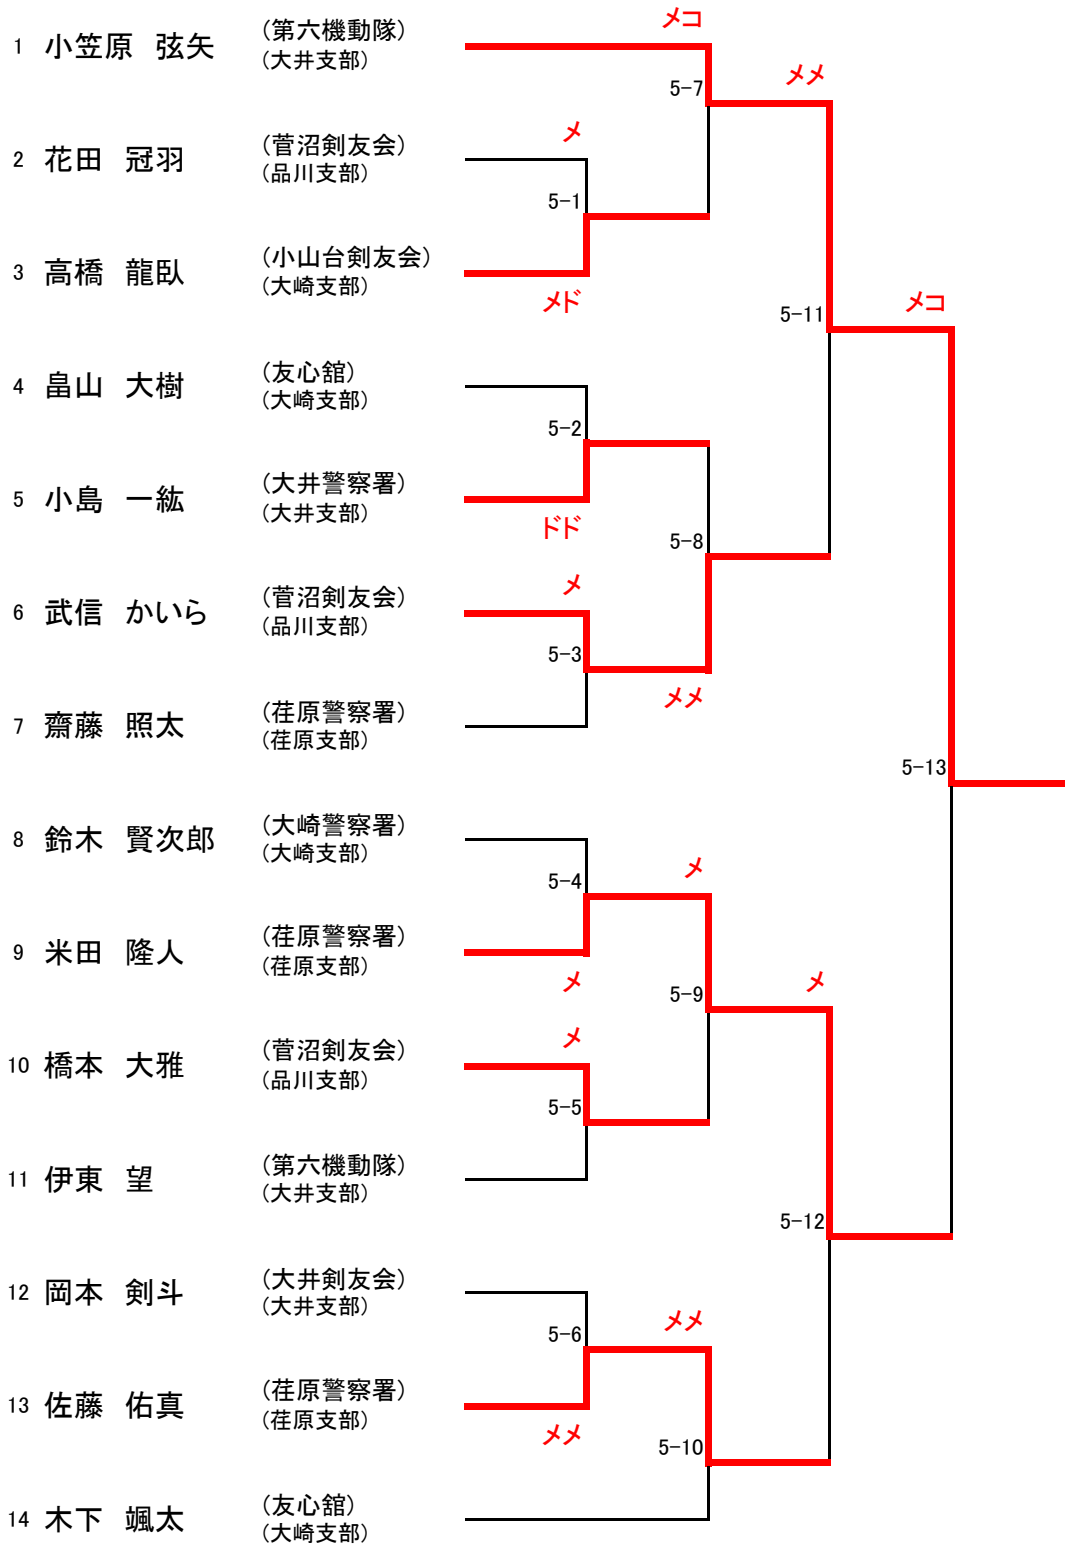 メコ
1 小笠原 弦矢 (第六機動隊)
(大井支部)
メメ
5-7
メ
2 花田 冠羽 (菅沼剣友会)
(品川支部)
5-1
3 高橋 龍臥 (小山台剣友会)
(大崎支部)
メド
メコ
5-11
4 畠山 大樹 (友心舘)
(大崎支部)
5-2
5 小島 一紘 (大井警察署)
(大井支部)
ドド
5-8
メ
6 武信 かいら (菅沼剣友会)
(品川支部)
5-3
メメ
7 齋藤 照太 (荏原警察署)
(荏原支部)
5-13
8 鈴木 賢次郎 (大崎警察署)
(大崎支部)
メ
5-4
9 米田 隆人 (荏原警察署)
(荏原支部)
メ
メ
5-9
メ
10 橋本 大雅 (菅沼剣友会)
(品川支部)
5-5
11 伊東 望 (第六機動隊)
(大井支部)
5-12
12 岡本 剣斗 (大井剣友会)
(大井支部)
メメ
5-6
13 佐藤 佑真 (荏原警察署)
(荏原支部)
メメ
5-10
14 木下 颯太 (友心舘)
(大崎支部)